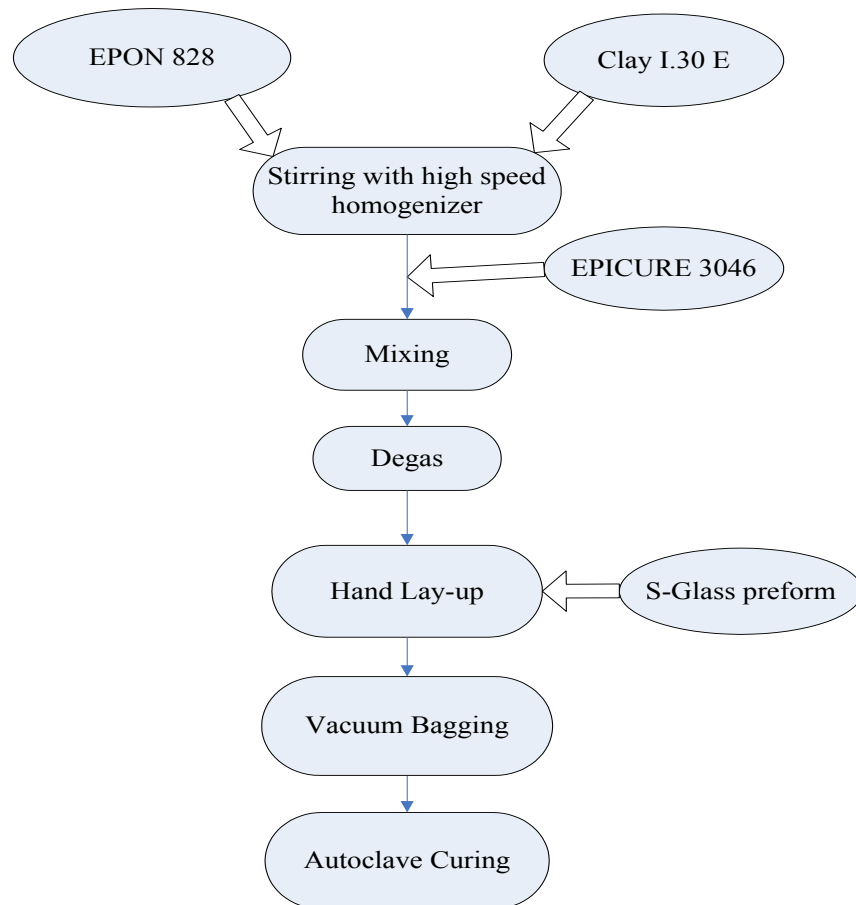 EPON 828
Clay I.30 E
Stirring with high speed
homogenizer
EPICURE 3046
Mixing
Degas
Hand Lay-up
S-Glass preform
Vacuum Bagging
Autoclave Curing